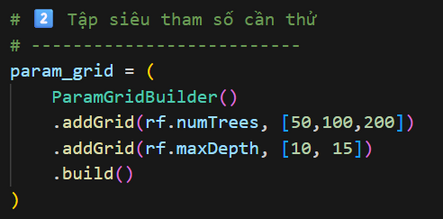 # 2️⃣ Tập siêu tham số cần thử
# ---------------------------
param_grid = (
    ParamGridBuilder()
    .addGrid(rf.numTrees, [50,100,200])
    .addGrid(rf.maxDepth, [10, 15])
    .build()
)